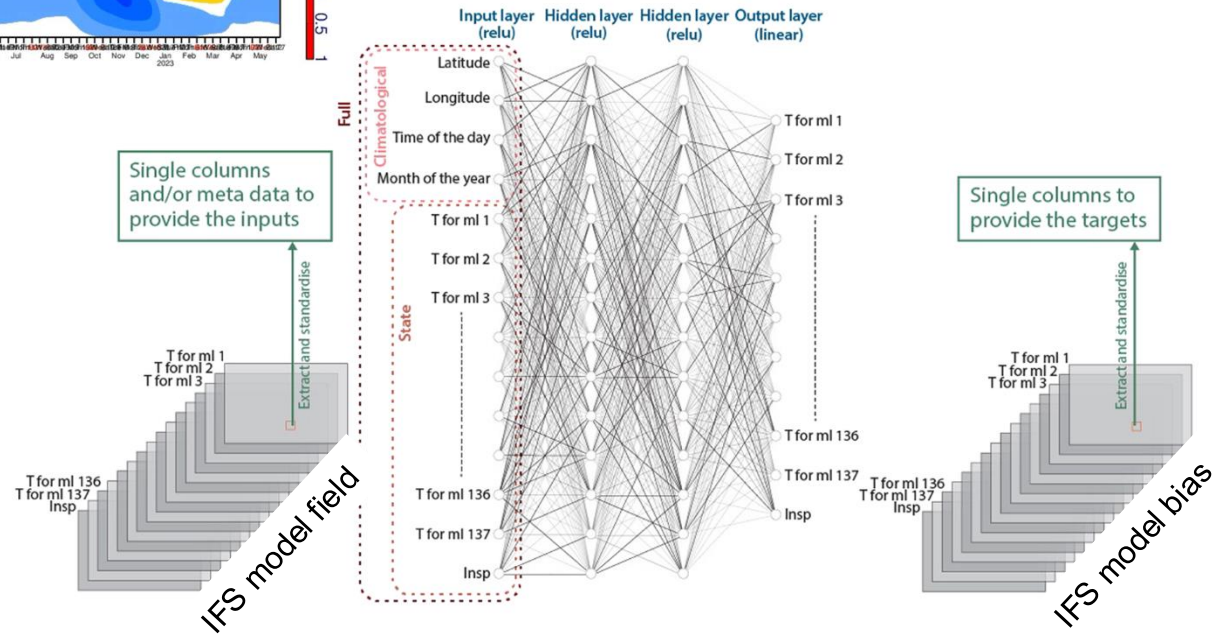 0.5
1
Jul Aug Sep Oct Nov Dec Jan Feb Mar Apr May
2023
Input layer
(relu)
Hidden layer
(relu)
Hidden layer
(relu)
Output layer
(linear)
Full
Climatological
Latitude
Longitude
Time of the day
Month of the year
State
T for ml 1
T for ml 2
T for ml 3
T for ml 136
T for ml 137
lnsp
T for ml 1
T for ml 2
T for ml 3
T for ml 136
T for ml 137
lnsp
Single columns
and/or meta data to
provide the inputs
Extract and standardise
T for ml 1
T for ml 2
T for ml 3
T for ml 136
T for ml 137
lnsp
IFS model field
Single columns to
provide the targets
Extract and standardise
T for ml 1
T for ml 2
T for ml 3
T for ml 136
T for ml 137
lnsp
IFS model bias